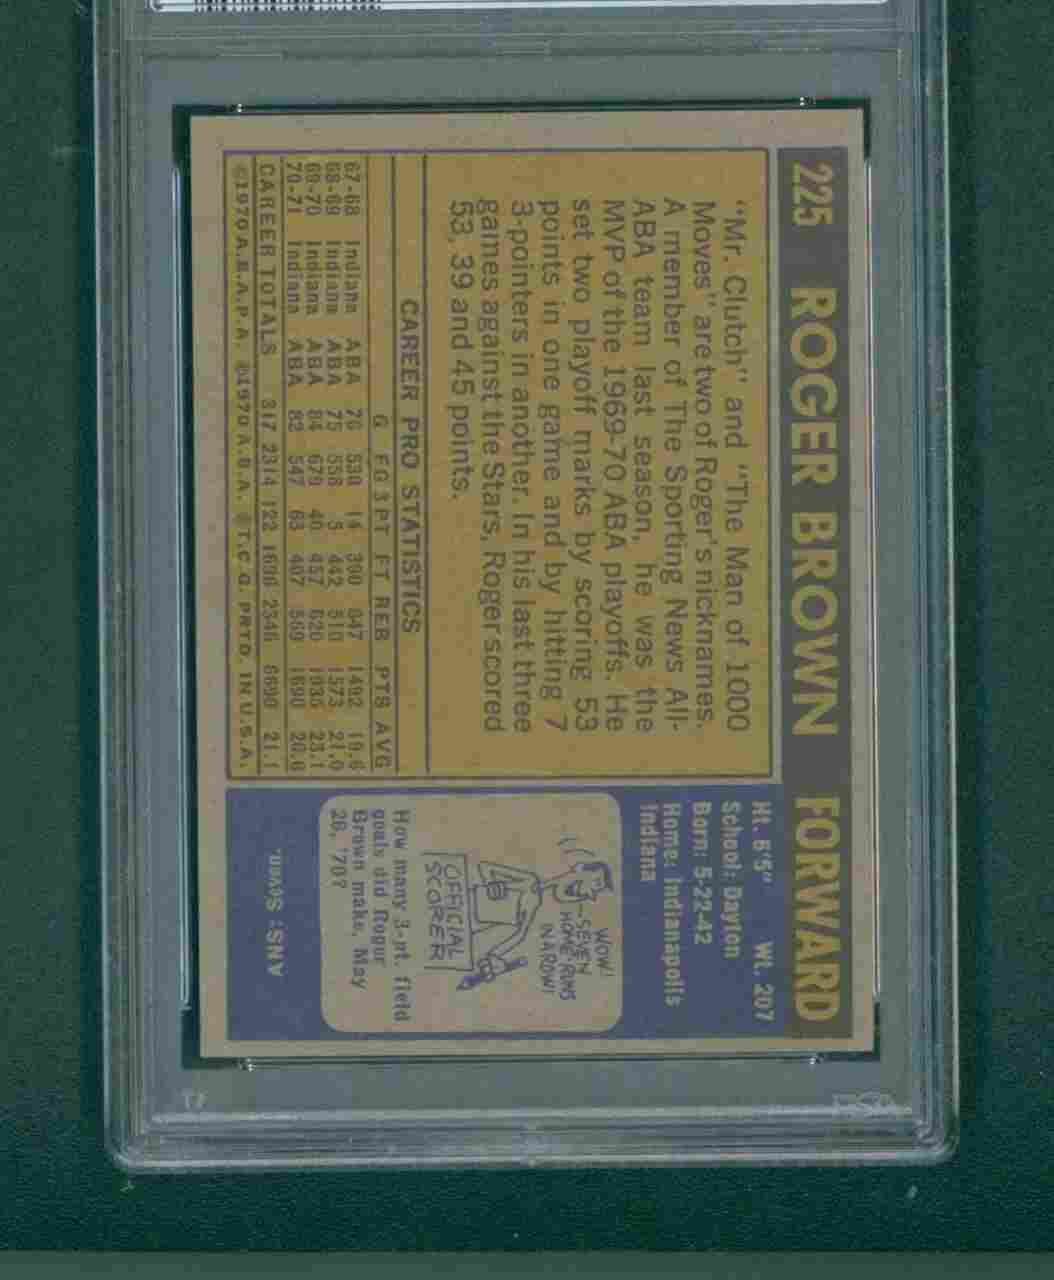 225 ROGER BROWN FORWARD
"Mr. Clutch" and "The Man of 1000
Moves" are two of Roger's nicknames.
A member of The Sporting News All-
ABA team last season, he was the
MVP of the 1969-70 ABA playoffs. He
set two playoff marks by scoring 53
points in one game and by hitting 7
3-pointers in another. In his last three
games against the Stars, Roger scored
53, 39 and 45 points.
CAREER PRO STATISTICS
G FG 3PT FT REB PTS AVG
67-68 Indiana ABA 76 530 14 390 647 1492 19.6
68-69 Indiana ABA 75 558 5 442 510 1573 21.0
69-70 Indiana ABA 84 679 40 457 620 1935 23.1
70-71 Indiana ABA 82 547 63 407 569 1690 20.6
CAREER TOTALS 317 2314 122 1696 2346 6690 21.1
©1970 A.B.A.P.A. ©1970 A.B.A. ©T.C.G. PRTD. IN U.S.A.
Ht. 6'5" Wt. 207
School: Dayton
Born: 5-22-42
Home: Indianapolis
Indiana
WOW!
SEVEN
HOME-RUNS
OFFICIAL
SCORER
How many 3-pt. field
goals did Roger
Brown make, May
26, '70?
ANS: Seven.